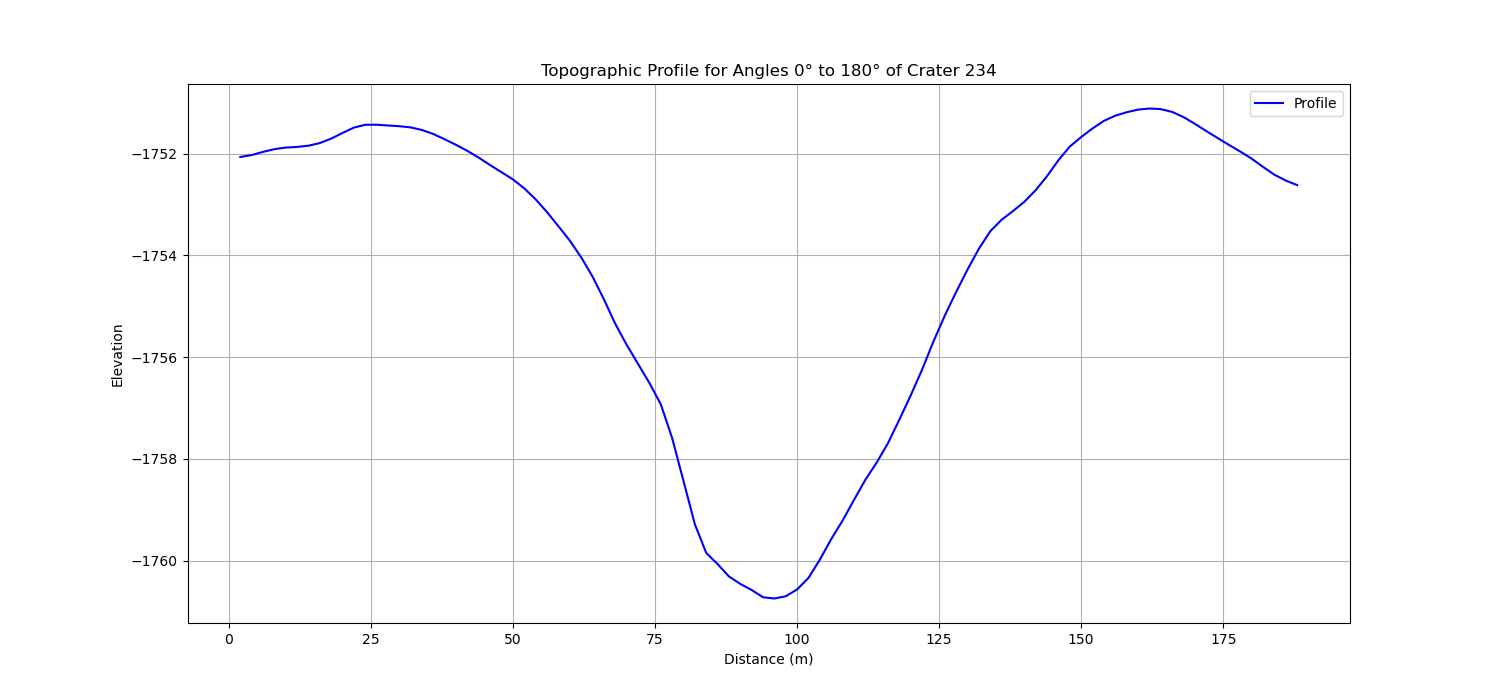 Topographic Profile for Angles 0° to 180° of Crater 234
Profile
−1752
−1754
−1756
−1758
−1760
Elevation
0 25 50 75 100 125 150 175
Distance (m)